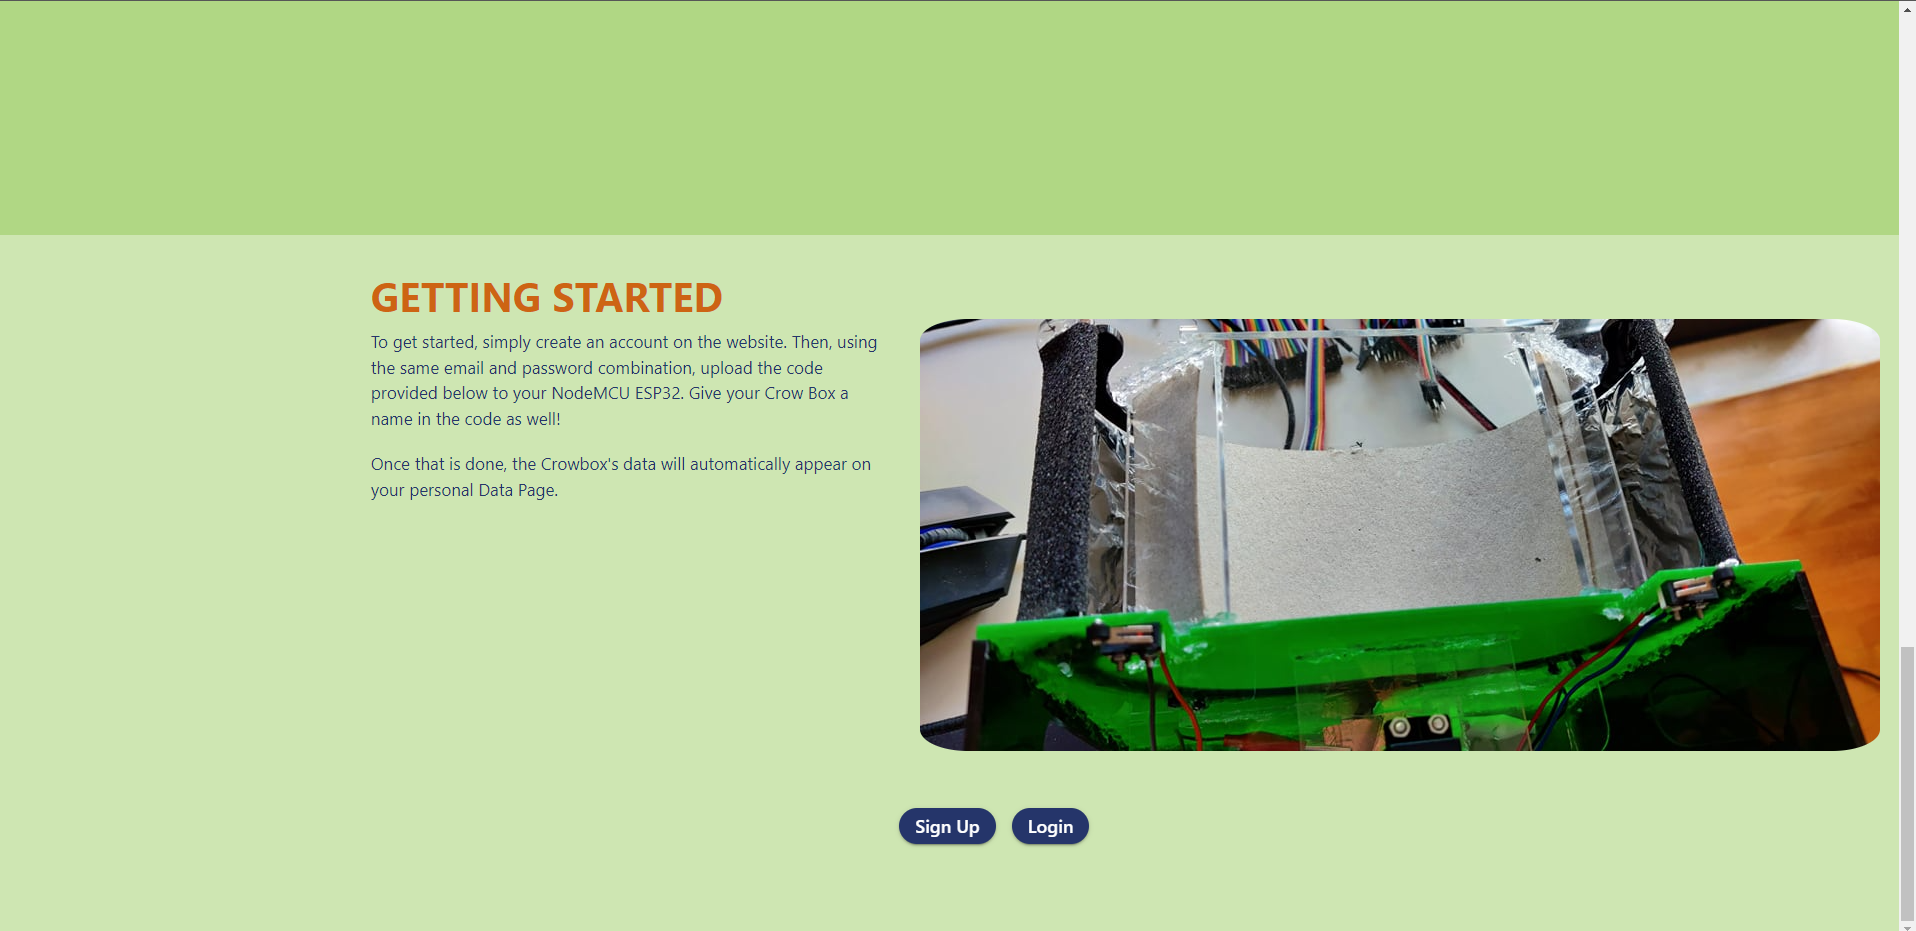 GETTING STARTED
To get started, simply create an account on the website. Then, using
the same email and password combination, upload the code
provided below to your NodeMCU ESP32. Give your Crow Box a
name in the code as well!
Once that is done, the Crowbox's data will automatically appear on
your personal Data Page.
Sign Up
Login